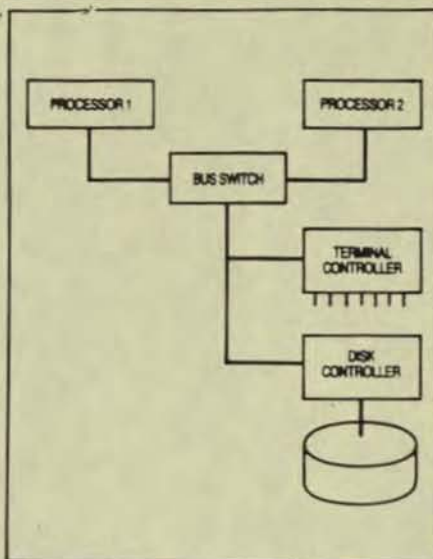 PROCESSOR 1
PROCESSOR 2
BUS SWITCH
TERMINAL
CONTROLLER
DISK
CONTROLLER